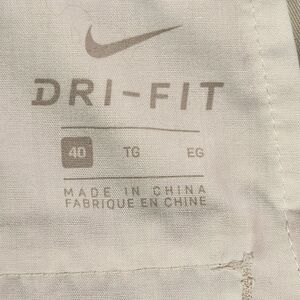 DRI-FIT
40 TG EG
MADE IN CHINA
FABRIQUE EN CHINE